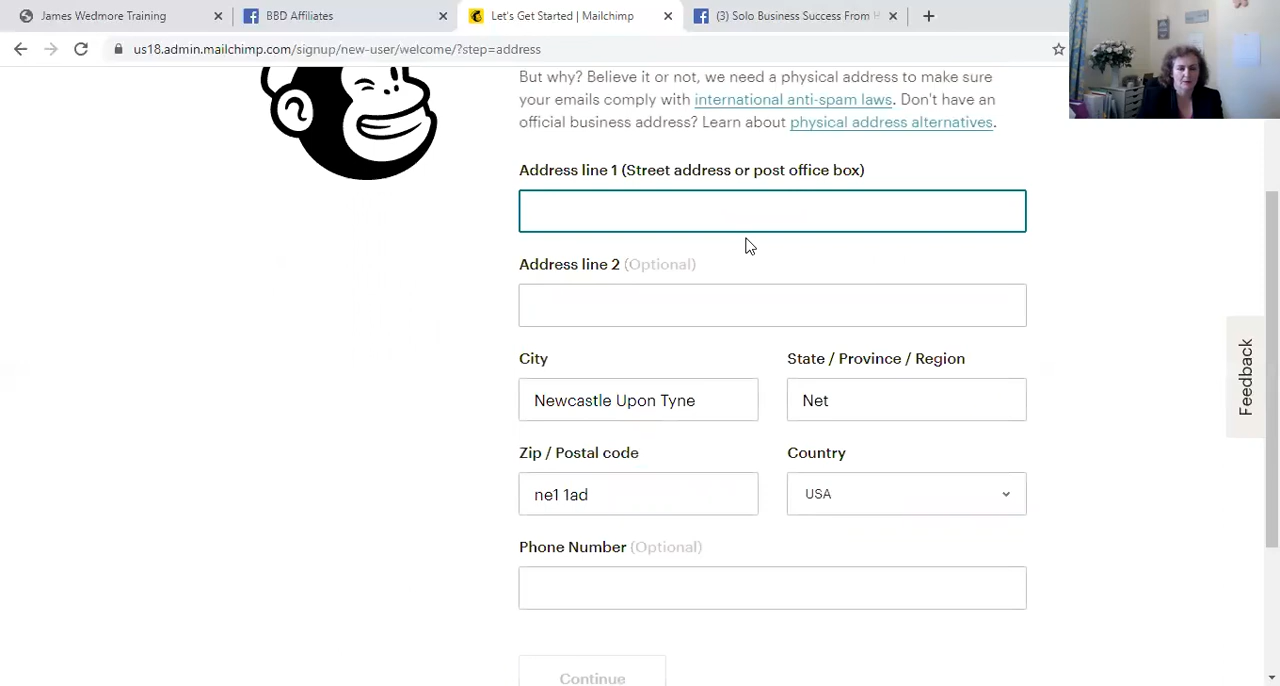 James Wedmore Training
BBD Affiliates
Let's Get Started | Mailchimp
(3) Solo Business Success From H
us18.admin.mailchimp.com/signup/new-user/welcome/?step=address
But why? Believe it or not, we need a physical address to make sure
your emails comply with international anti-spam laws. Don't have an
official business address? Learn about physical address alternatives.
Address line 1 (Street address or post office box)
Address line 2 (Optional)
City
State / Province / Region
Newcastle Upon Tyne
Net
Zip / Postal code
Country
ne1 1ad
USA
Phone Number (Optional)
Continue
Feedback